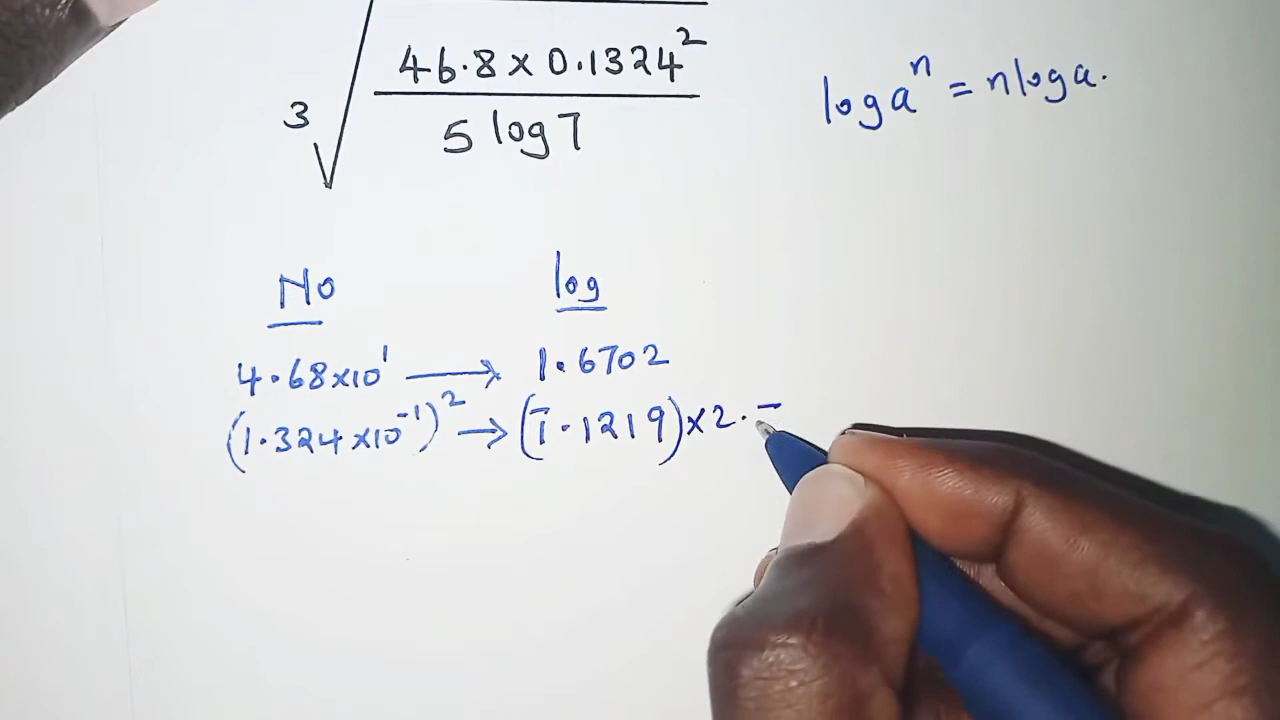 ∛((46.8 × 0.1324²) / (5 log 7))
log aⁿ = n log a.
No log
4.68×10¹ ⟶ 1.6702
(1.324×10⁻¹)² → (1̄.1219)×2. ‾